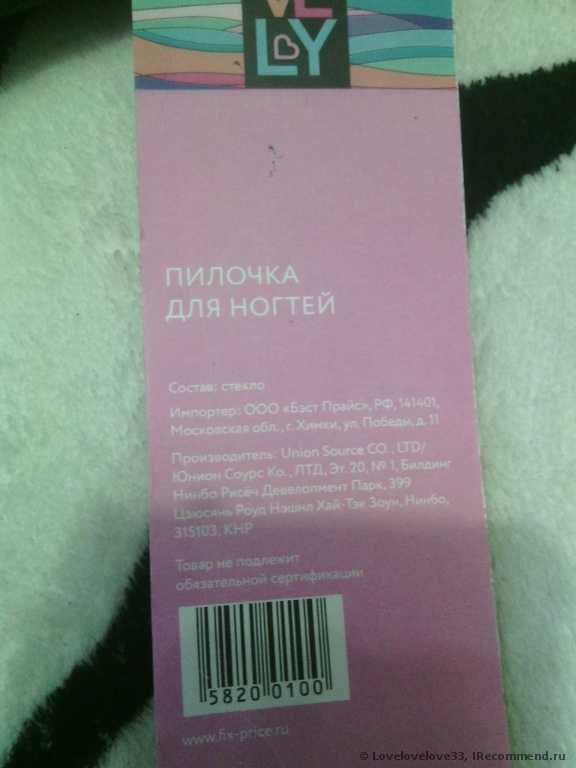 VE
LBY
ПИЛОЧКА
ДЛЯ НОГТЕЙ
Состав: стекло
Импортер: ООО «Бэст Прайс», РФ, 141401,
Московская обл., г. Химки, ул. Победы, д. 11
Производитель: Union Source CO., LTD/
Юнион Соурс Ко., ЛТД, Эт. 20, № 1, Билдинг
Нинбо Рисёч Девелопмент Парк, 399
Цзюсянь Роуд Нэшнл Хай-Тэк Зоун, Нинбо,
315103, КНР
Товар не подлежит
обязательной сертификации
5820 0100
www.fix-price.ru
© Lovelovelove33, IRecommend.ru